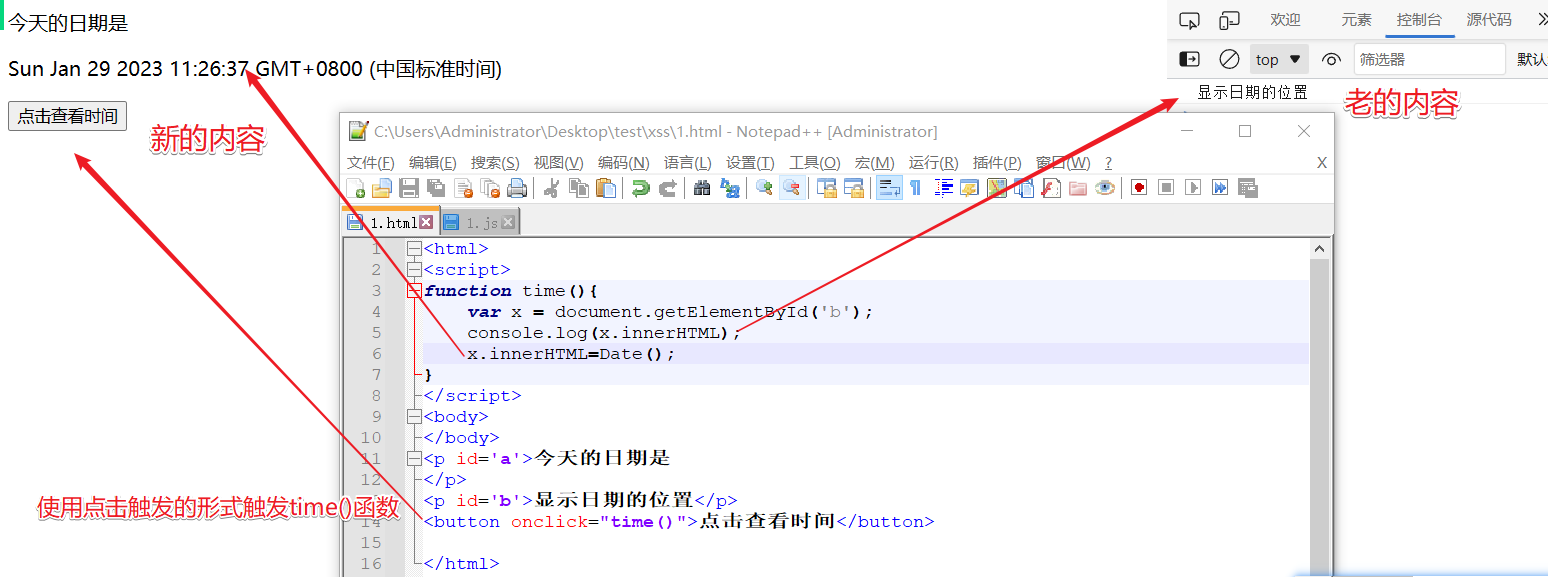 今天的日期是
Sun Jan 29 2023 11:26:37 GMT+0800 (中国标准时间)
点击查看时间
新的内容
欢迎 元素 控制台 源代码
top 筛选器 默认
显示日期的位置
老的内容
C:\Users\Administrator\Desktop\test\xss\1.html - Notepad++ [Administrator]
文件(F) 编辑(E) 搜索(S) 视图(V) 编码(N) 语言(L) 设置(T) 工具(O) 宏(M) 运行(R) 插件(P) 窗口(W) ? X
1.html 1.js
1 <html>
2 <script>
3 function time(){
4 var x = document.getElementById('b');
5 console.log(x.innerHTML);
6 x.innerHTML=Date();
7 }
8 </script>
9 <body>
10 </body>
11 <p id='a'>今天的日期是
12 </p>
<p id='b'>显示日期的位置</p>
14 <button onclick="time()">点击查看时间</button>
15
16 </html>
使用点击触发的形式触发time()函数